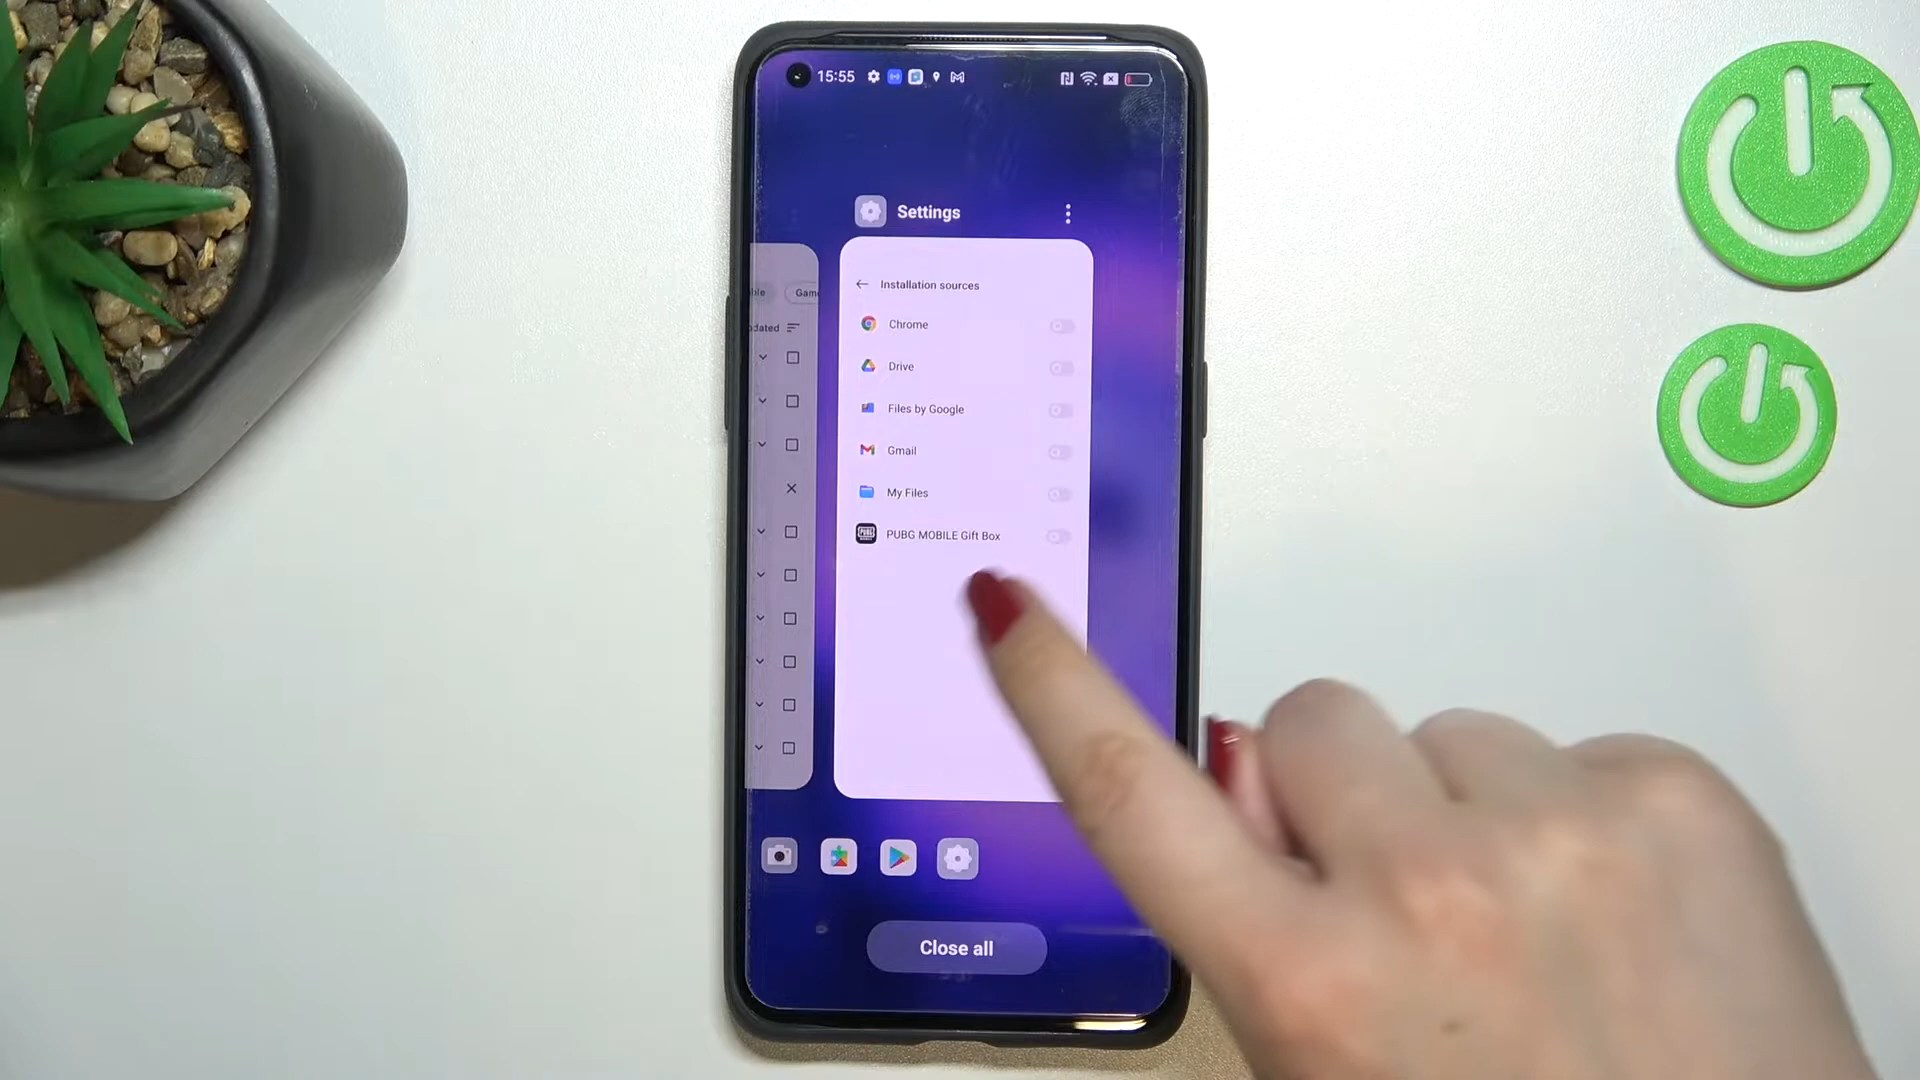 15:55
Settings
Installation sources
Chrome
Drive
Files by Google
Gmail
My Files
PUBG MOBILE Gift Box
Close all